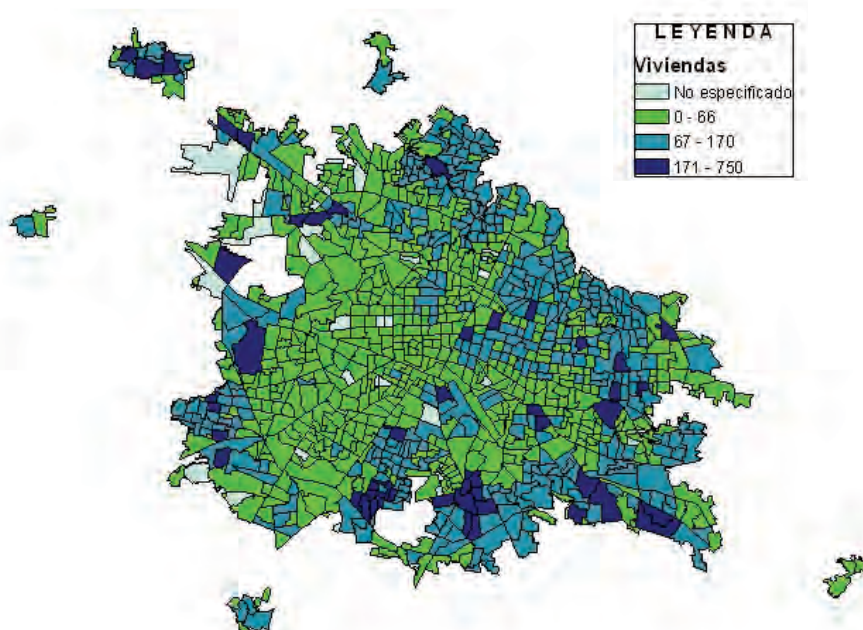 LEYENDA
Viviendas
No especificado
0 - 66
67 - 170
171 - 750